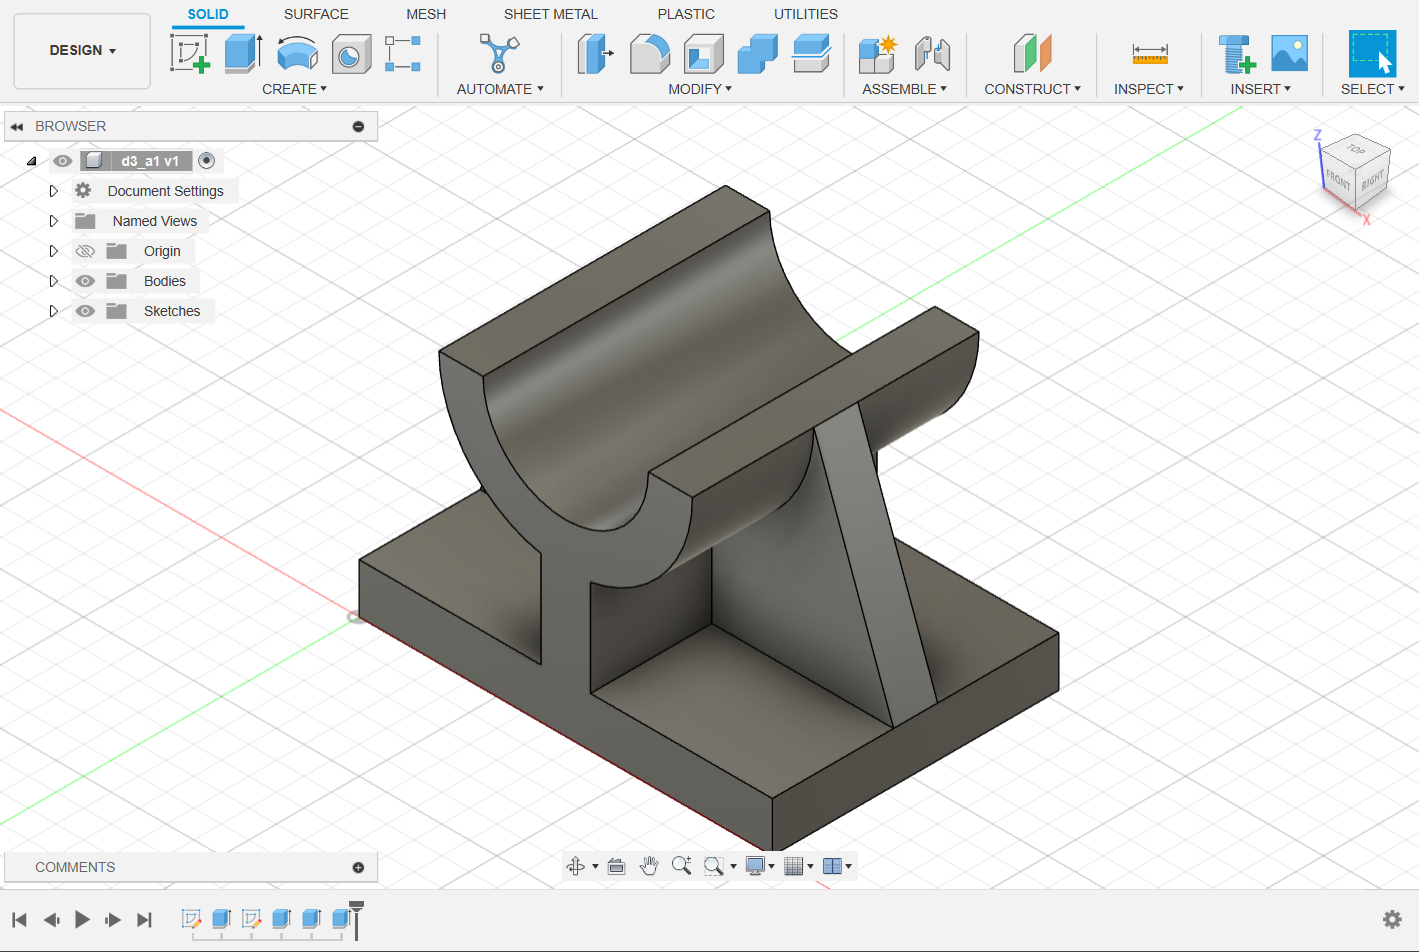 SOLID SURFACE MESH SHEET METAL PLASTIC UTILITIES
DESIGN
CREATE AUTOMATE MODIFY ASSEMBLE CONSTRUCT INSPECT INSERT SELECT
BROWSER
d3_a1 v1
Document Settings
Named Views
Origin
Bodies
Sketches
Z
TOP
FRONT RIGHT
X
COMMENTS